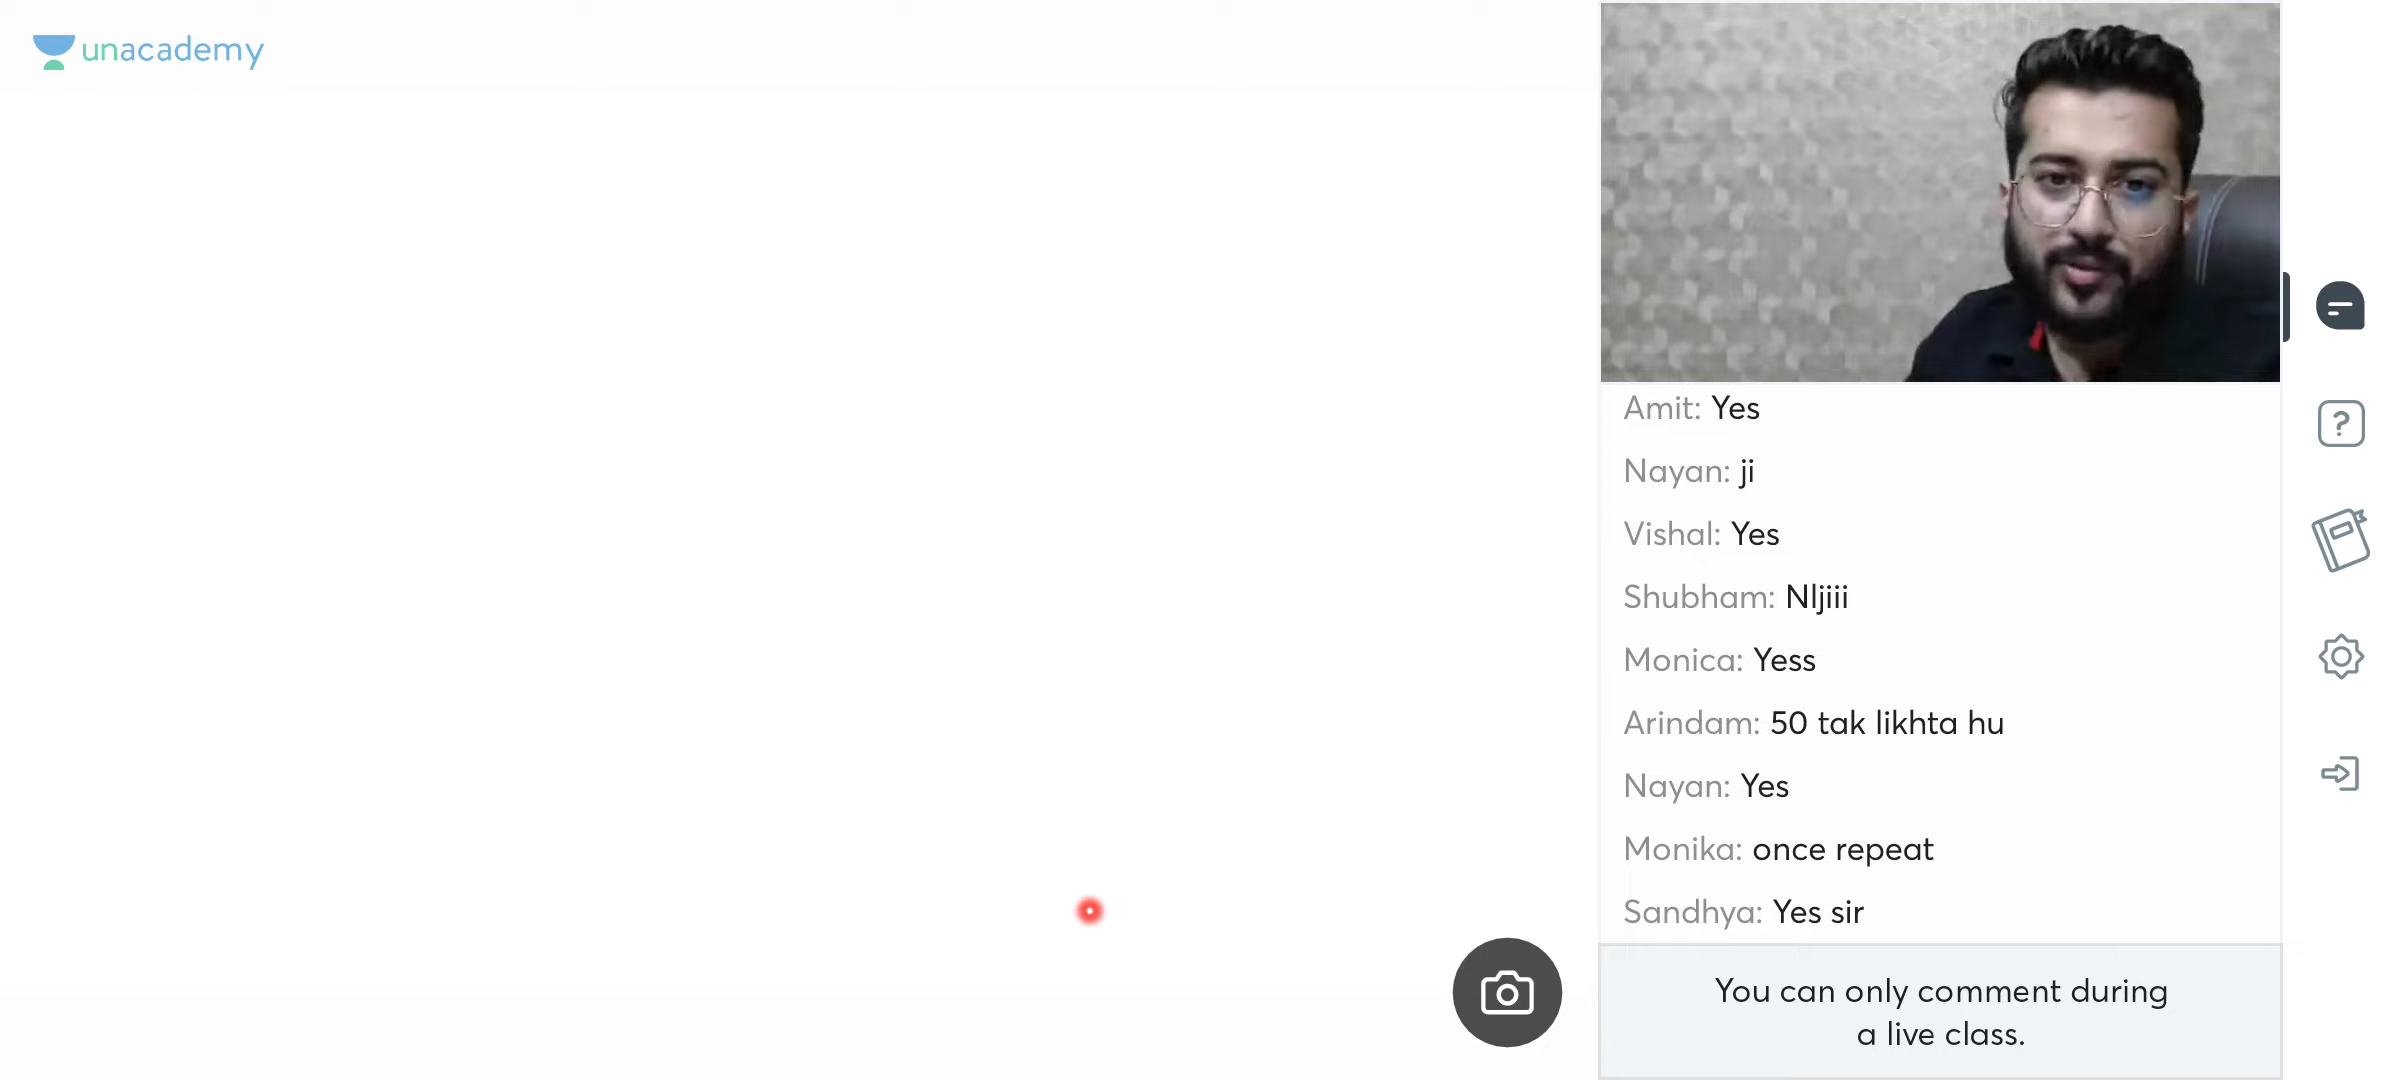 unacademy
Amit: Yes
Nayan: ji
Vishal: Yes
Shubham: Nljiii
Monica: Yess
Arindam: 50 tak likhta hu
Nayan: Yes
Monika: once repeat
Sandhya: Yes sir
You can only comment during
a live class.